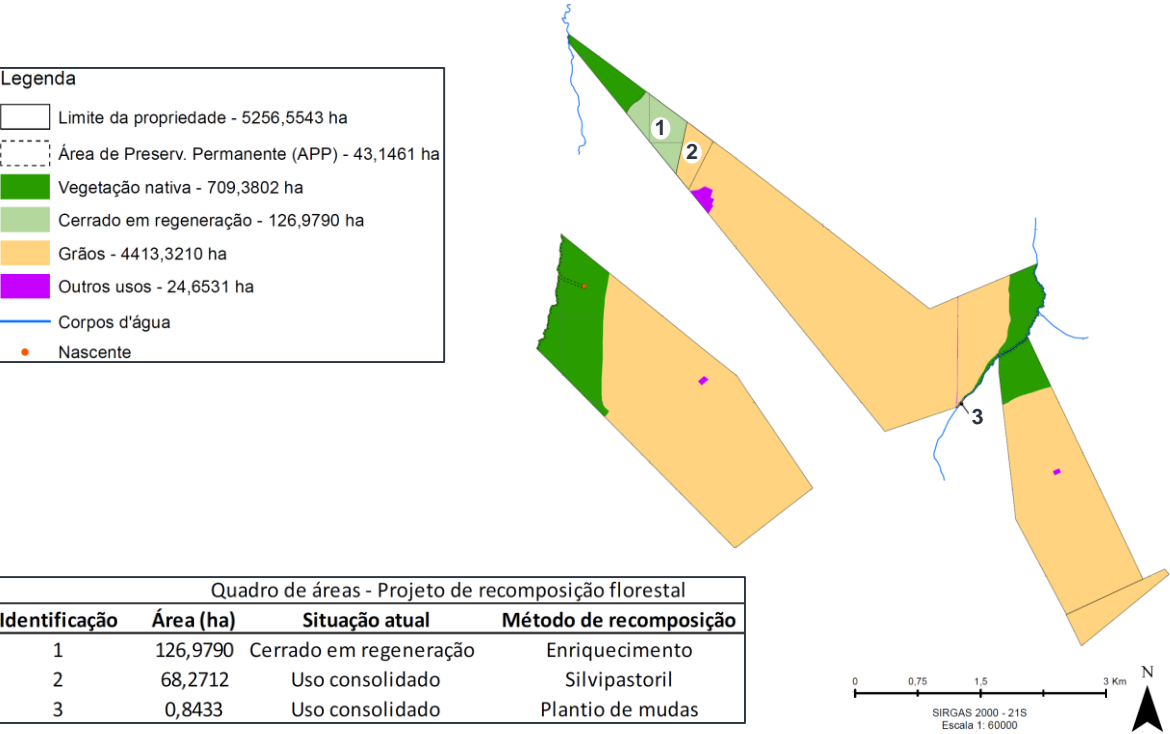 Legenda
Limite da propriedade - 5256,5543 ha
Área de Preserv. Permanente (APP) - 43,1461 ha
Vegetação nativa - 709,3802 ha
Cerrado em regeneração - 126,9790 ha
Grãos - 4413,3210 ha
Outros usos - 24,6531 ha
Corpos d'água
Nascente
1
2
3
Quadro de áreas - Projeto de recomposição florestal
Identificação Área (ha) Situação atual Método de recomposição
1 126,9790 Cerrado em regeneração Enriquecimento
2 68,2712 Uso consolidado Silvipastoril
3 0,8433 Uso consolidado Plantio de mudas
0 0,75 1,5 3 Km
SIRGAS 2000 - 21S
Escala 1: 60000
N